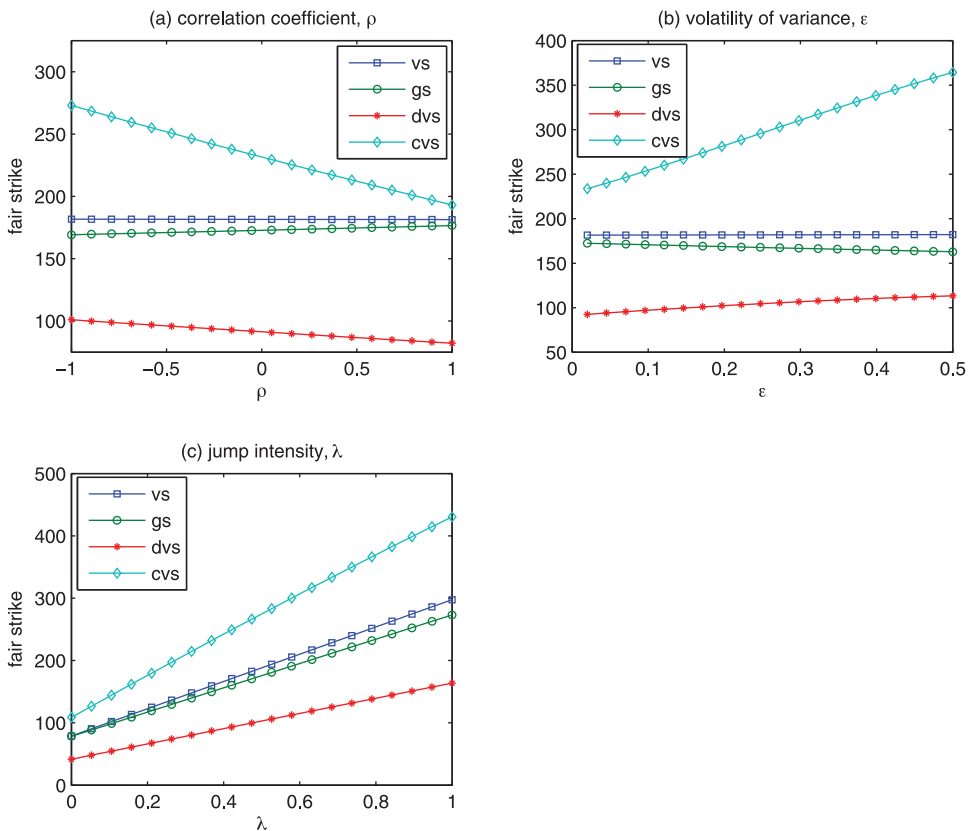 (a) correlation coefficient, ρ
fair strike
300
250
200
150
100
−1
−0.5
0
0.5
1
ρ
vs
gs
dvs
cvs
(b) volatility of variance, ε
fair strike
400
350
300
250
200
150
100
50
0
0.1
0.2
0.3
0.4
0.5
ε
vs
gs
dvs
cvs
(c) jump intensity, λ
fair strike
500
400
300
200
100
0
0
0.2
0.4
0.6
0.8
1
λ
vs
gs
dvs
cvs